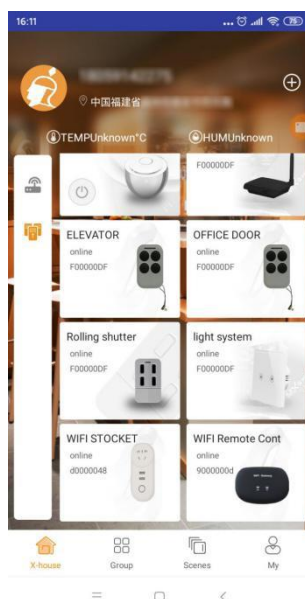 16:11
75
中国福建省
TEMPUnknown°C
HUMUnknown
F00000DF
ELEVATOR
online
F00000DF
OFFICE DOOR
online
F00000DF
Rolling shutter
online
F00000DF
light system
online
F00000DF
WIFI STOCKET
online
d0000048
WIFI Remote Cont
online
9000000d
X-house
Group
Scenes
My